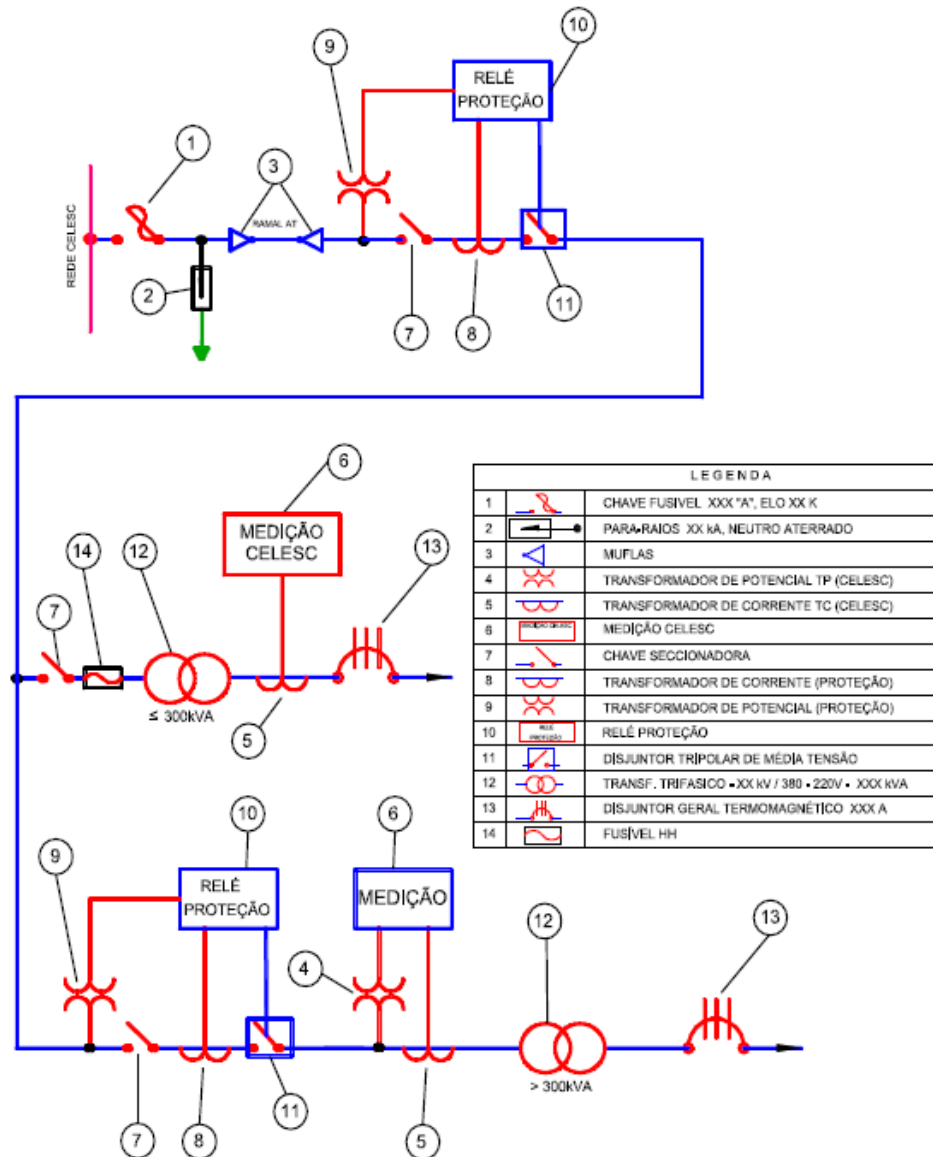 10
9
RELÉ
PROTEÇÃO
1
3
RAMAL AT
REDE CELESC
2
7
8
11
6
MEDIÇÃO
CELESC
14
12
13
7
≤ 300kVA
5
LEGENDA
1 CHAVE FUSIVEL XXX "A", ELO XX K
2 PARA-RAIOS XX kA, NEUTRO ATERRADO
3 MUFLAS
4 TRANSFORMADOR DE POTENCIAL TP (CELESC)
5 TRANSFORMADOR DE CORRENTE TC (CELESC)
6 MEDIÇÃO CELESC MEDIÇÃO CELESC
7 CHAVE SECCIONADORA
8 TRANSFORMADOR DE CORRENTE (PROTEÇÃO)
9 TRANSFORMADOR DE POTENCIAL (PROTEÇÃO)
10 RELÉ PROTEÇÃO RELÉ PROTEÇÃO
11 DISJUNTOR TRIPOLAR DE MÉDIA TENSÃO
12 TRANSF. TRIFASICO - XX kV / 380 - 220V - XXX kVA
13 DISJUNTOR GERAL TERMOMAGNÉTICO XXX A
14 FUSÍVEL HH
10
6
9
RELÉ
PROTEÇÃO
MEDIÇÃO
12
13
4
> 300kVA
7
8
11
5